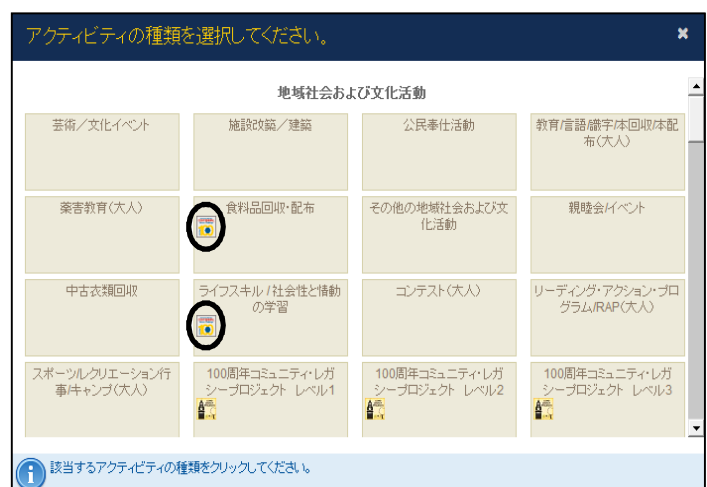 アクティビティの種類を選択してください。
地域社会および文化活動
芸術／文化イベント
施設改築／建築
公民奉仕活動
教育/言語/識字/本回収/本配
布(大人)
薬害教育(大人)
食料品回収・配布
その他の地域社会および文
化活動
親睦会/イベント
中古衣類回収
ライフスキル /社会性と情動
の学習
コンテスト(大人)
リーディング・アクション・プロ
グラム/RAP(大人)
スポーツ/レクリエーション行
事/キャンプ(大人)
100周年コミュニティ・レガ
シープロジェクト レベル1
100周年コミュニティ・レガ
シープロジェクト レベル2
100周年コミュニティ・レガ
シープロジェクト レベル3
該当するアクティビティの種類をクリックしてください。